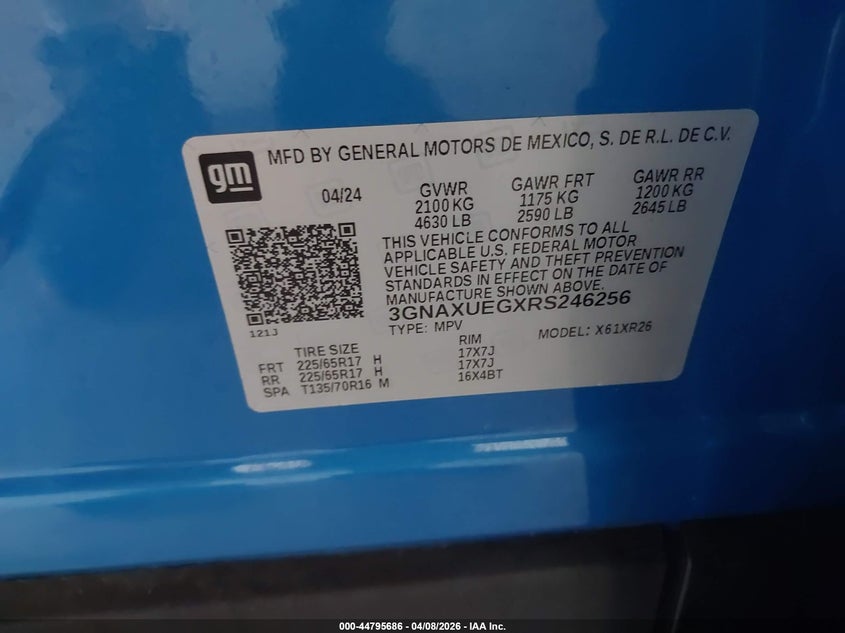 gm
MFD BY GENERAL MOTORS DE MEXICO, S. DE R.L. DE C.V.
04/24 GVWR GAWR FRT GAWR RR
2100 KG 1175 KG 1200 KG
4630 LB 2590 LB 2645 LB
THIS VEHICLE CONFORMS TO ALL
APPLICABLE U.S. FEDERAL MOTOR
VEHICLE SAFETY AND THEFT PREVENTION
STANDARDS IN EFFECT ON THE DATE OF
MANUFACTURE SHOWN ABOVE.
3GNAXUEGXRS246256
121J
TYPE: MPV MODEL: X61XR26
TIRE SIZE RIM
FRT 225/65R17 H 17X7J
RR 225/65R17 H 17X7J
SPA T135/70R16 M 16X4BT
000-44795686 - 04/08/2026 - IAA Inc.